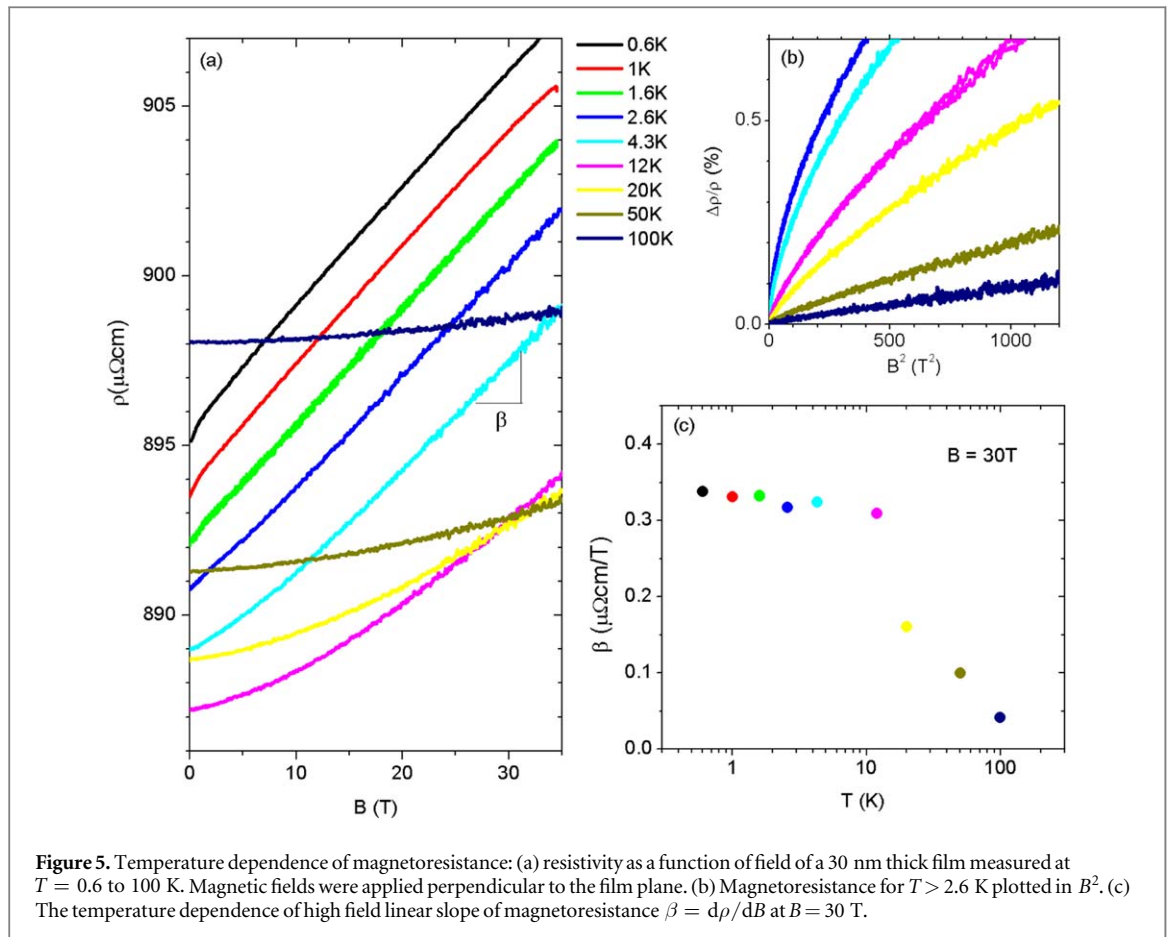 (a)
905
900
895
890
ρ(μΩcm)
0 10 20 30
B (T)
0.6K
1K
1.6K
2.6K
4.3K
12K
20K
50K
100K
β
(b)
0.5
0.0
Δρ/ρ (%)
0 500 1000
B² (T²)
(c)
B = 30T
0.4
0.3
0.2
0.1
0.0
β (μΩcm/T)
1 10 100
T (K)
Figure 5. Temperature dependence of magnetoresistance: (a) resistivity as a function of field of a 30 nm thick film measured at
T = 0.6 to 100 K. Magnetic fields were applied perpendicular to the film plane. (b) Magnetoresistance for T > 2.6 K plotted in B². (c)
The temperature dependence of high field linear slope of magnetoresistance β = dρ/dB at B = 30 T.